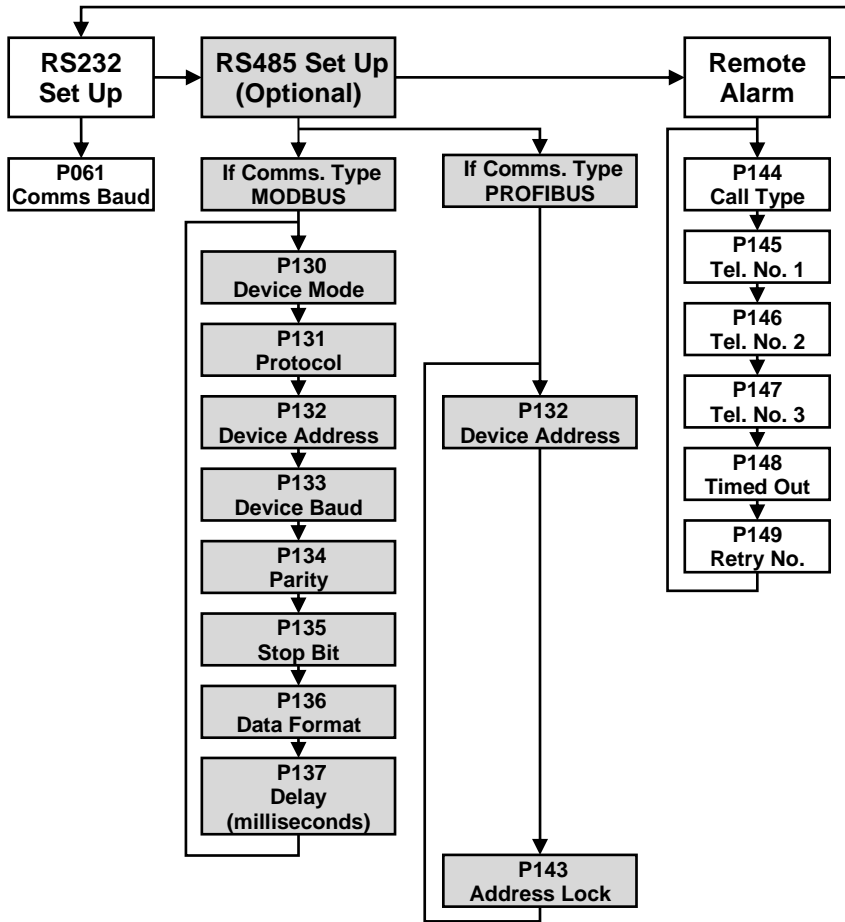 RS232
Set Up
RS485 Set Up
(Optional)
Remote
Alarm
P061
Comms Baud
If Comms. Type
MODBUS
P130
Device Mode
P131
Protocol
P132
Device Address
P133
Device Baud
P134
Parity
P135
Stop Bit
P136
Data Format
P137
Delay
(milliseconds)
If Comms. Type
PROFIBUS
P132
Device Address
P143
Address Lock
P144
Call Type
P145
Tel. No. 1
P146
Tel. No. 2
P147
Tel. No. 3
P148
Timed Out
P149
Retry No.